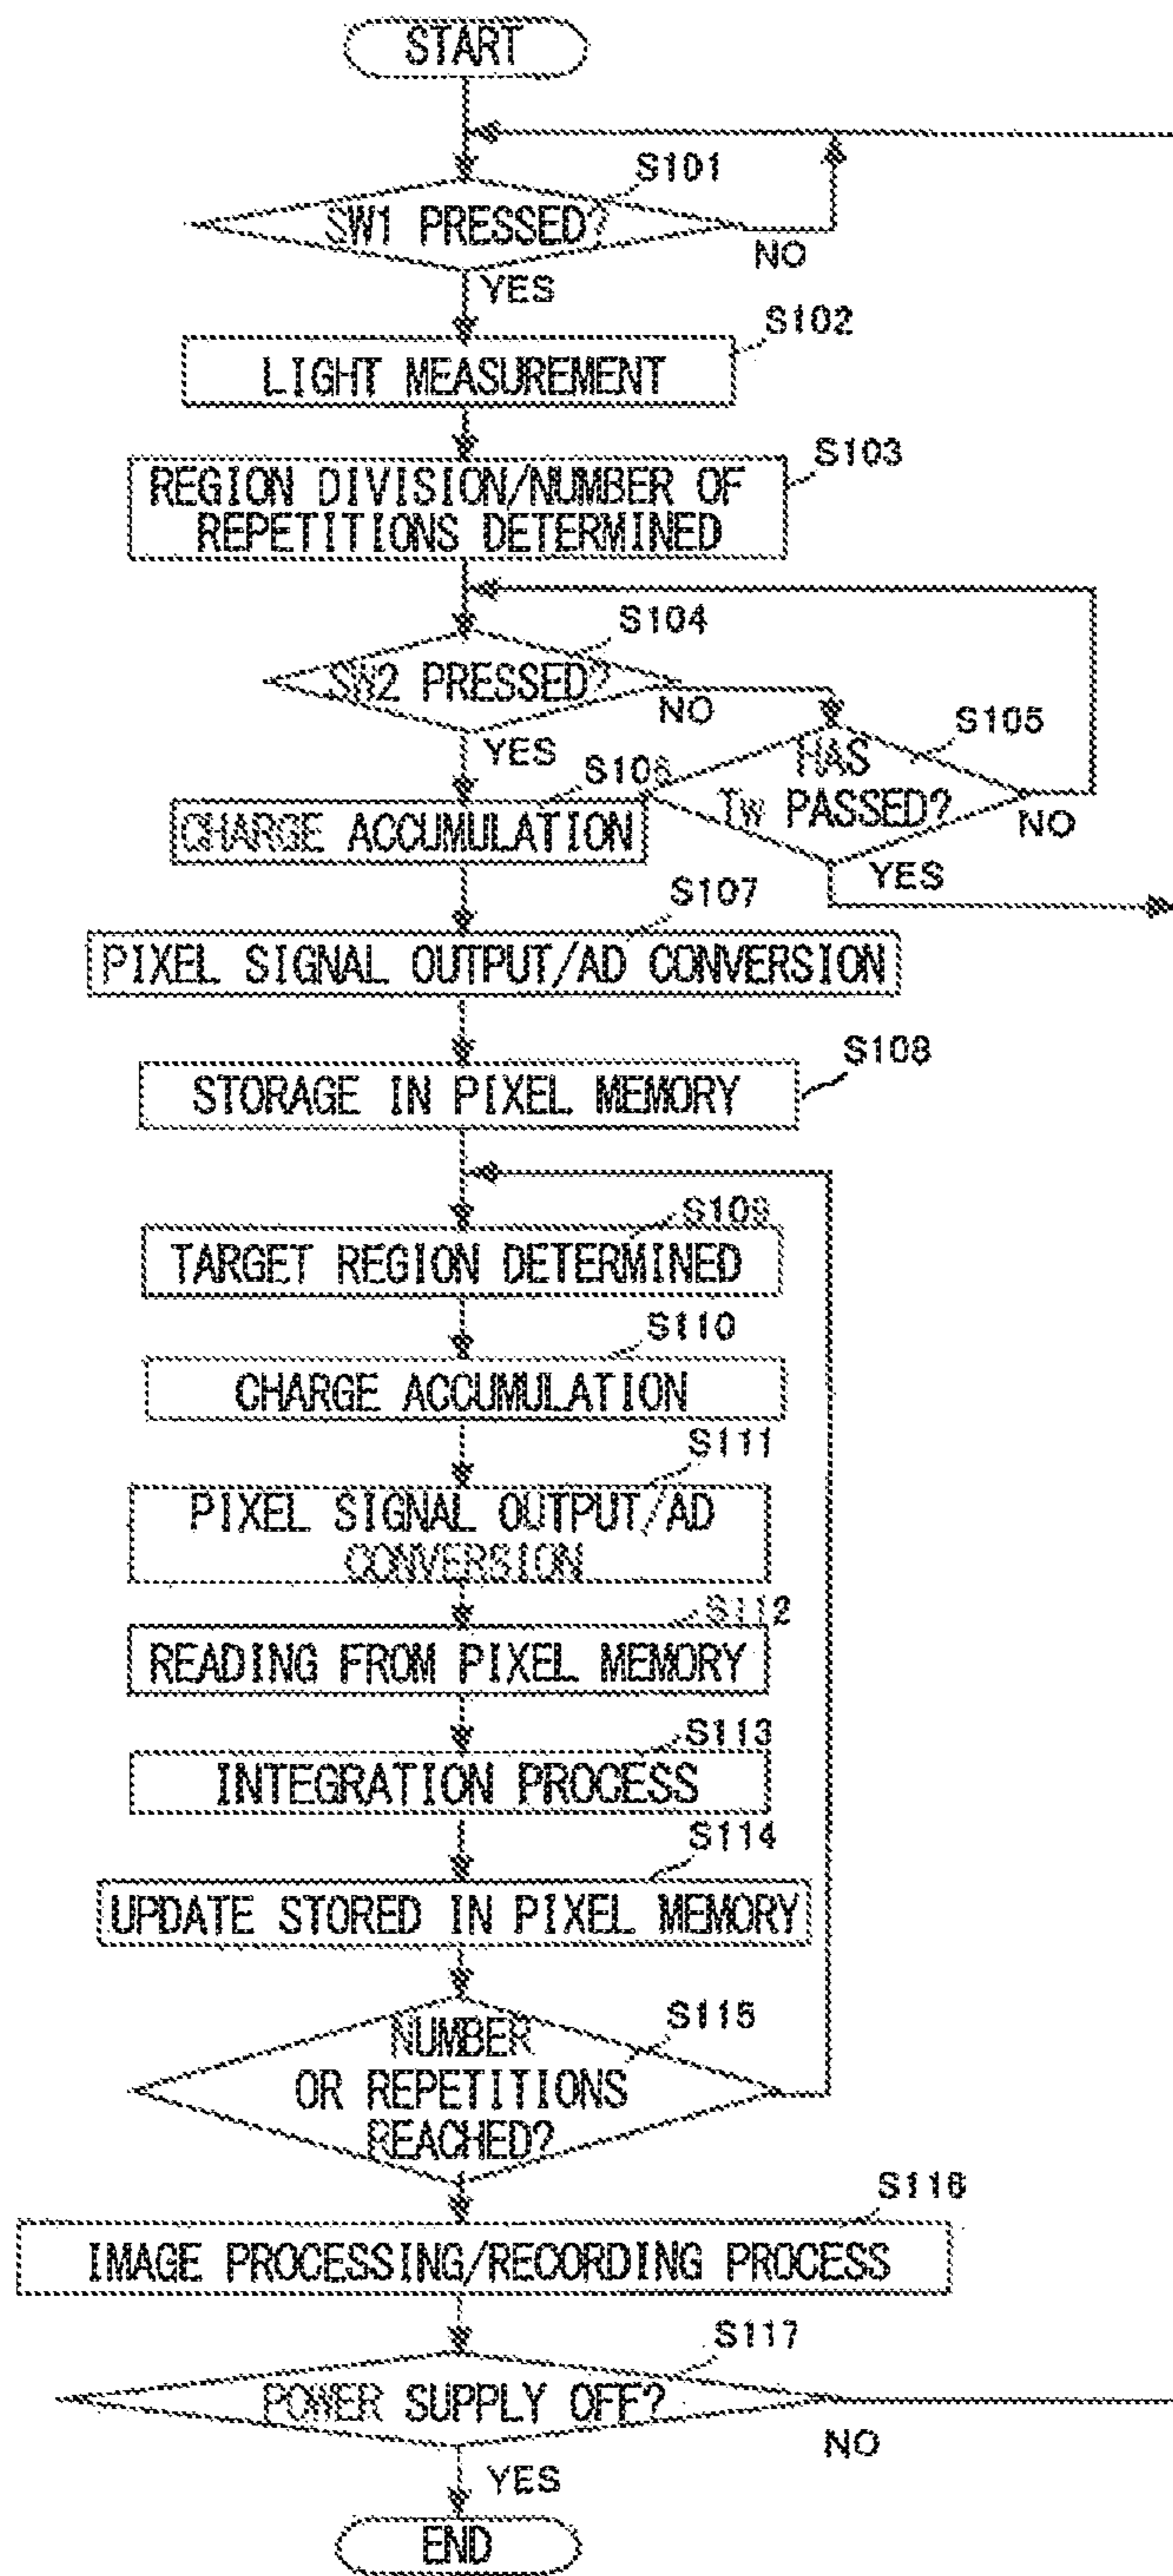 START
S101
SW1 PRESSED?
NO
YES
S102
LIGHT MEASUREMENT
S103
REGION DIVISION/NUMBER OF
REPETITIONS DETERMINED
S104
SW2 PRESSED?
NO
YES
S105
HAS
Tw PASSED?
NO
YES
S106
CHARGE ACCUMULATION
S107
PIXEL SIGNAL OUTPUT/AD CONVERSION
S108
STORAGE IN PIXEL MEMORY
S109
TARGET REGION DETERMINED
S110
CHARGE ACCUMULATION
S111
PIXEL SIGNAL OUTPUT/AD
CONVERSION
S112
READING FROM PIXEL MEMORY
S113
INTEGRATION PROCESS
S114
UPDATE STORED IN PIXEL MEMORY
S115
NUMBER
OR REPETITIONS
REACHED?
S116
IMAGE PROCESSING/RECORDING PROCESS
S117
POWER SUPPLY OFF?
NO
YES
END